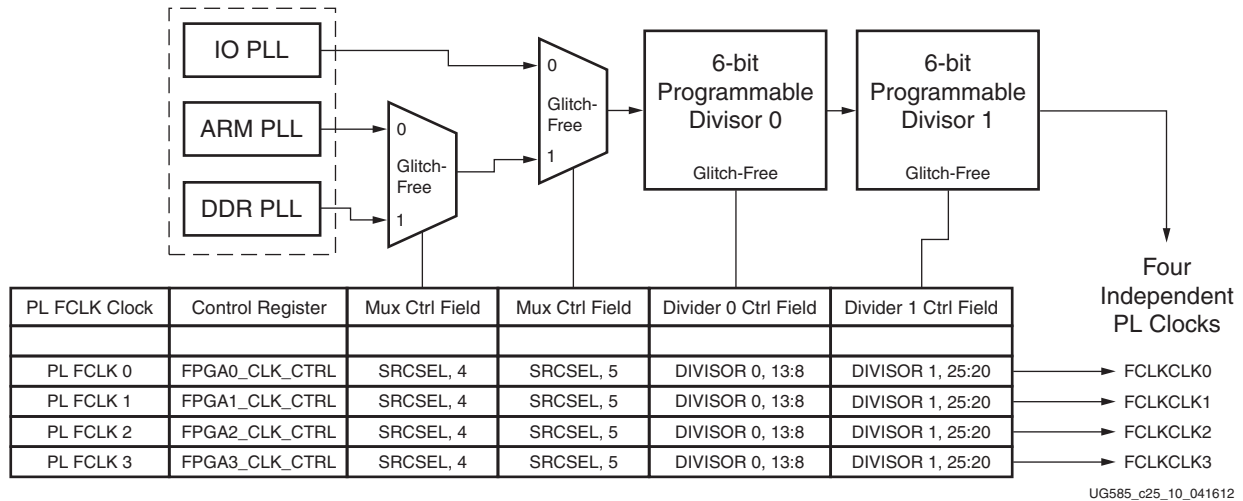 IO PLL
ARM PLL
DDR PLL
0
Glitch-
Free
1
0
Glitch-
Free
1
6-bit
Programmable
Divisor 0
Glitch-Free
6-bit
Programmable
Divisor 1
Glitch-Free
Four
Independent
PL Clocks
PL FCLK Clock Control Register Mux Ctrl Field Mux Ctrl Field Divider 0 Ctrl Field Divider 1 Ctrl Field
PL FCLK 0 FPGA0_CLK_CTRL SRCSEL, 4 SRCSEL, 5 DIVISOR 0, 13:8 DIVISOR 1, 25:20 FCLKCLK0
PL FCLK 1 FPGA1_CLK_CTRL SRCSEL, 4 SRCSEL, 5 DIVISOR 0, 13:8 DIVISOR 1, 25:20 FCLKCLK1
PL FCLK 2 FPGA2_CLK_CTRL SRCSEL, 4 SRCSEL, 5 DIVISOR 0, 13:8 DIVISOR 1, 25:20 FCLKCLK2
PL FCLK 3 FPGA3_CLK_CTRL SRCSEL, 4 SRCSEL, 5 DIVISOR 0, 13:8 DIVISOR 1, 25:20 FCLKCLK3
UG585_c25_10_041612